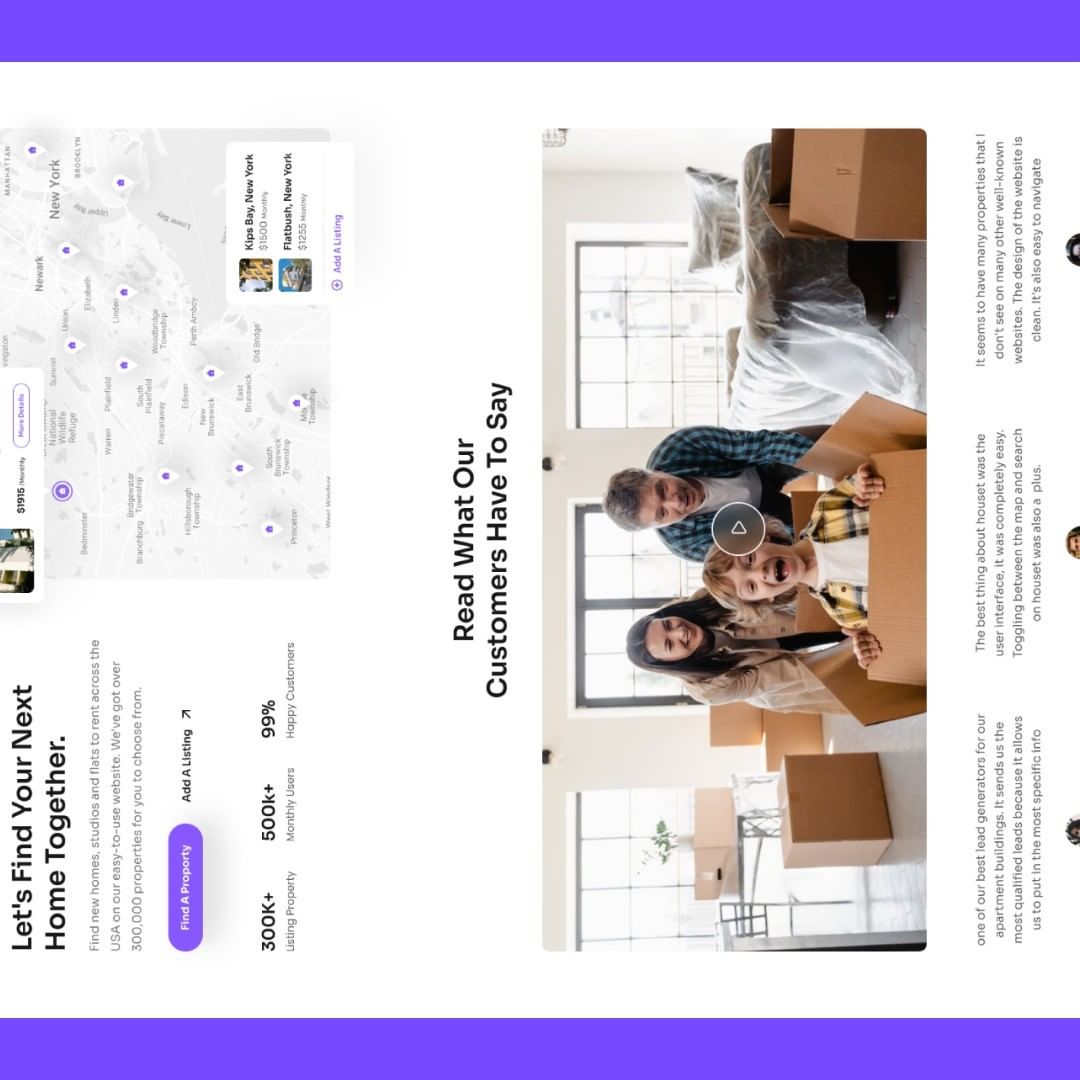 Let's Find Your Next
Home Together.
Find new homes, studios and flats to rent across the
USA on our easy-to-use website. We've got over
300,000 properties for you to choose from.
Find A Proporty
Add A Listing
300K+
Listing Property
500k+
Monthly Users
99%
Happy Customers
$1915 /Monthly
More Details
MANHATTAN
New York
BROOKLYN
Upper Bay
Lower Bay
Newark
Elizabeth
Union
Linden
Summit
Woodbridge
Township
Perth Amboy
National
Wildlife
Refuge
Plainfield
South
Plainfield
Edison
Old Bridge
Warren
Piscataway
New
Brunswick
East
Brunswick
Township
Bedminster
Bridgewater
Township
Branchburg
Hillsborough
Township
South
Brunswick
Township
Princeton
West Windsor
Kips Bay, New York
$1500 Monthly
Flatbush, New York
$1255 Monthly
Add A Listing
Read What Our
Customers Have To Say
one of our best lead generators for our
apartment buildings. It sends us the
most qualified leads because it allows
us to put in the most specific info
The best thing about houset was the
user interface, it was completely easy.
Toggling between the map and search
on houset was also a plus.
It seems to have many properties that I
don't see on many other well-known
websites. The design of the website is
clean. It's also easy to navigate